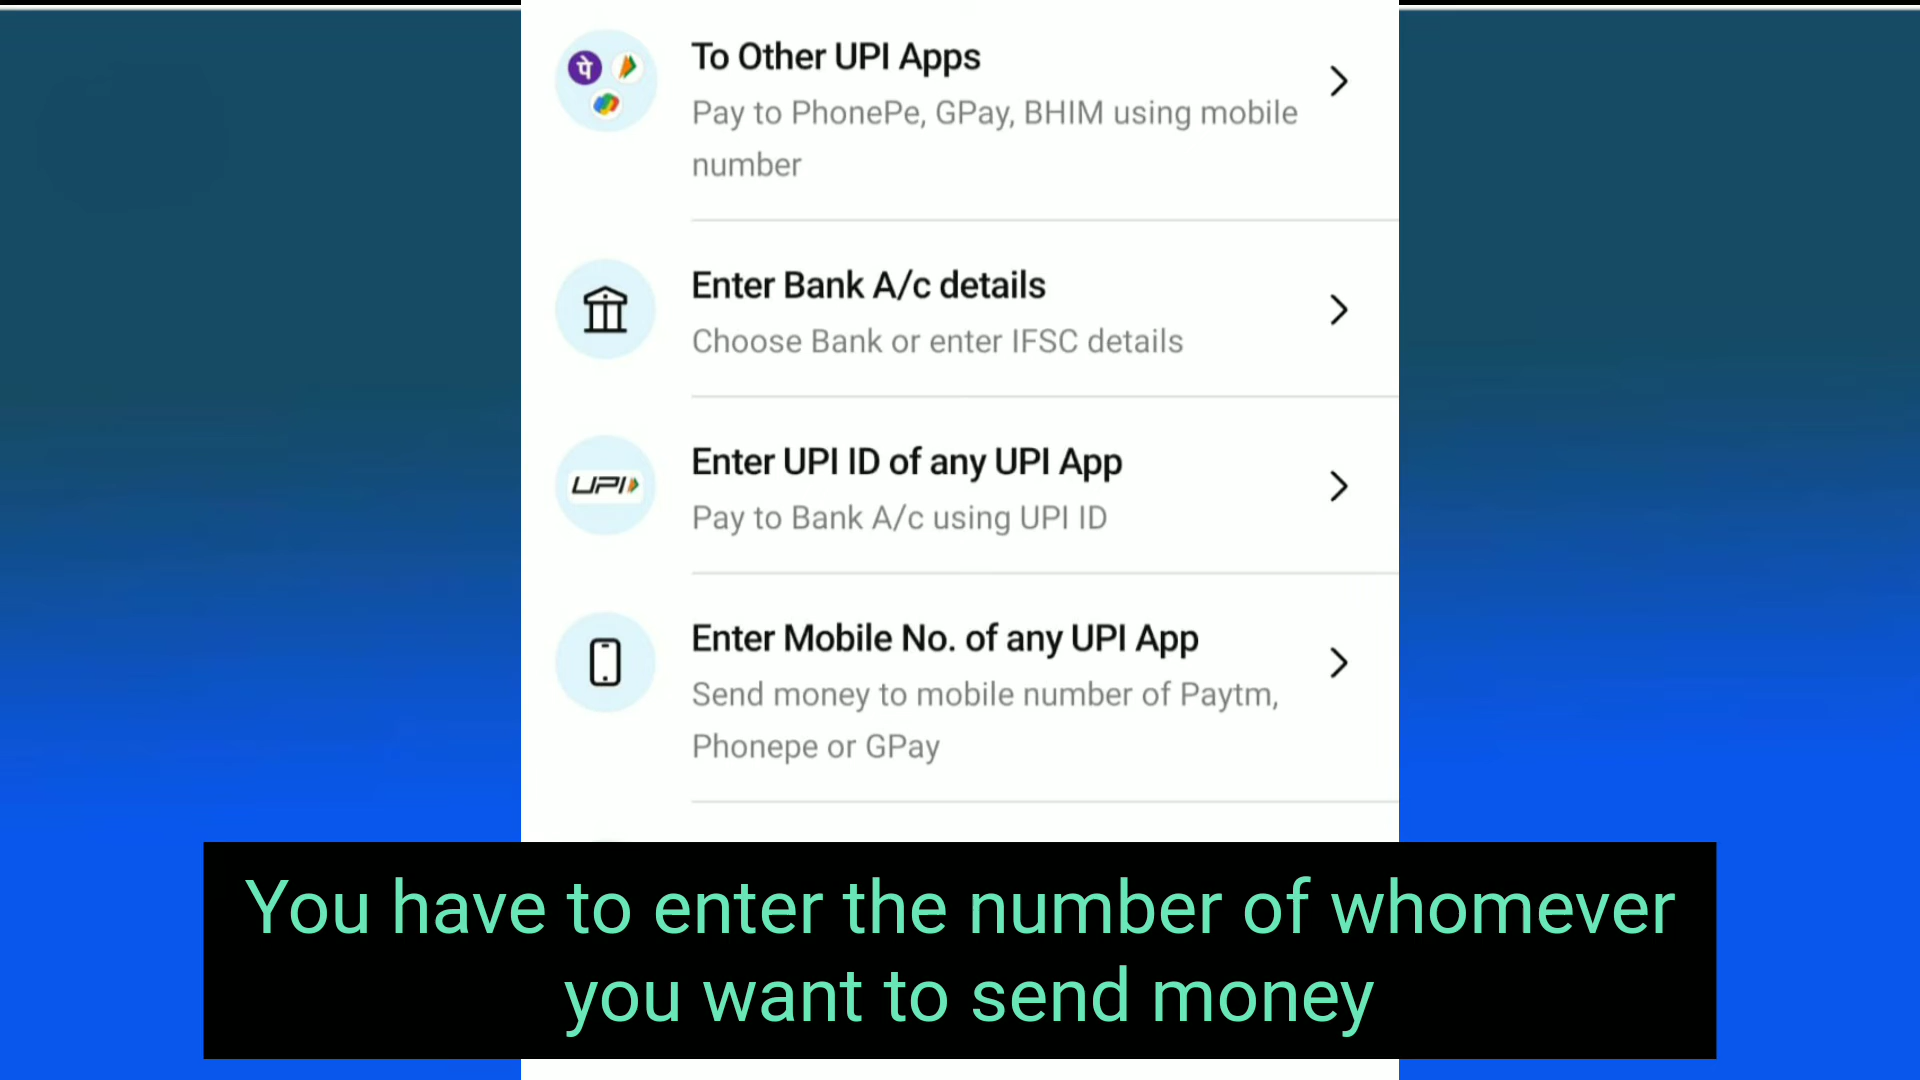 पे
To Other UPI Apps
Pay to PhonePe, GPay, BHIM using mobile
number
Enter Bank A/c details
Choose Bank or enter IFSC details
UPI
Enter UPI ID of any UPI App
Pay to Bank A/c using UPI ID
Enter Mobile No. of any UPI App
Send money to mobile number of Paytm,
Phonepe or GPay
You have to enter the number of whomever
you want to send money